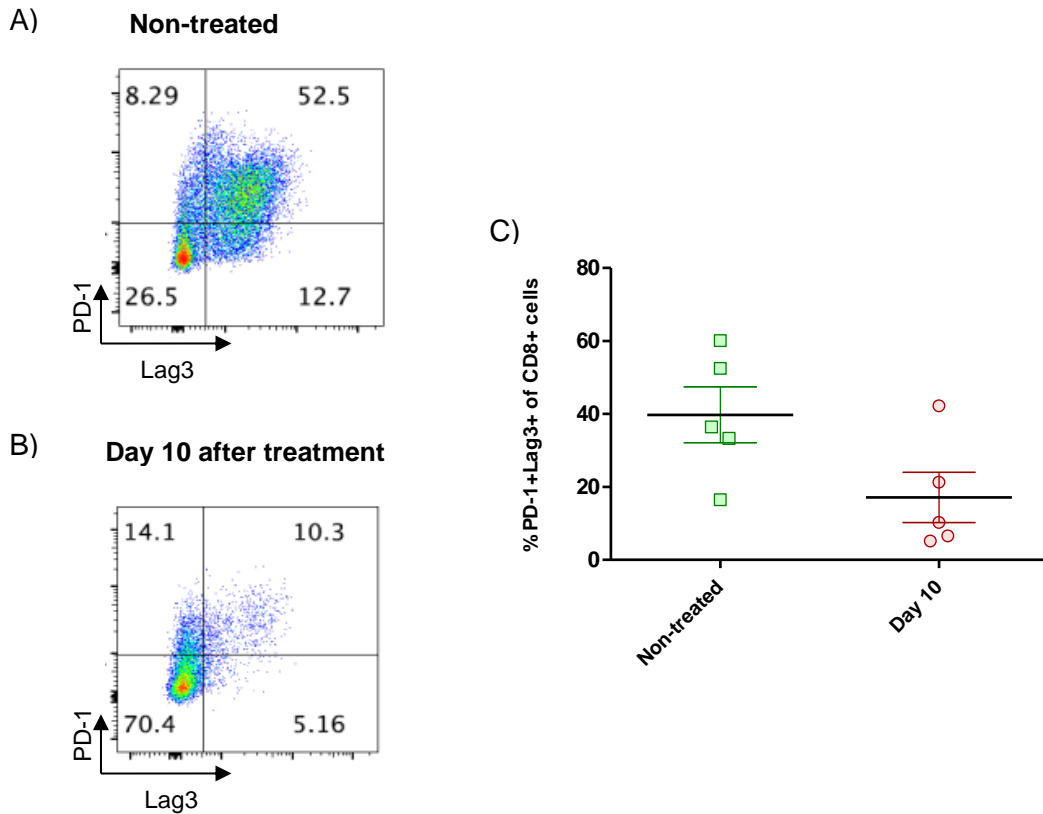 A)
Non-treated
8.29 52.5
26.5 12.7
PD-1
Lag3
B)
Day 10 after treatment
14.1 10.3
70.4 5.16
PD-1
Lag3
C)
%PD-1+Lag3+ of CD8+ cells
80
60
40
20
0
Non-treated
Day 10